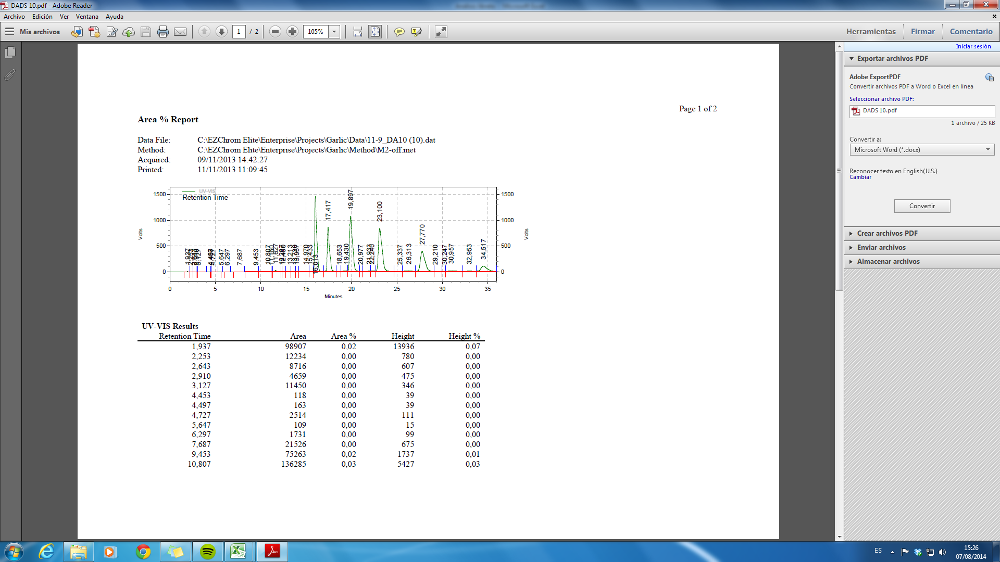 DADS 10.pdf - Adobe Reader
Archivo Edición Ver Ventana Ayuda
Mis archivos 1 / 2 105% Herramientas Firmar Comentario
Iniciar sesión
Exportar archivos PDF
Adobe ExportPDF
Convertir archivos PDF a Word o Excel en línea
Seleccionar archivo PDF:
DADS 10.pdf
1 archivo / 25 KB
Convertir a:
Microsoft Word (*.docx)
Reconocer texto en English(U.S.)
Cambiar
Convertir
Crear archivos PDF
Enviar archivos
Almacenar archivos
Page 1 of 2
Area % Report
Data File: C:\EZChrom Elite\Enterprise\Projects\Garlic\Data\11-9_DA10 (10).dat
Method: C:\EZChrom Elite\Enterprise\Projects\Garlic\Method\M2-off.met
Acquired: 09/11/2013 14:42:27
Printed: 11/11/2013 11:09:45
UV-VIS
Retention Time
1500 1500
1000 1000
500 500
0 0
Volts Volts
1,937 3,127 4,727 5,647 6,297 7,687 9,453 10,807 11,627 13,213 14,970 15,433 16,013 17,417 18,653 19,430 19,897 20,977 22,240 23,100 25,337 26,313 27,770 29,210 30,247 30,957 32,953 34,517
0 5 10 15 20 25 30 35
Minutes
UV-VIS Results
Retention Time Area Area % Height Height %
1,937 98907 0,02 13936 0,07
2,253 12234 0,00 780 0,00
2,643 8716 0,00 607 0,00
2,910 4659 0,00 475 0,00
3,127 11450 0,00 346 0,00
4,453 118 0,00 39 0,00
4,497 163 0,00 39 0,00
4,727 2514 0,00 111 0,00
5,647 109 0,00 15 0,00
6,297 1731 0,00 99 0,00
7,687 21526 0,00 675 0,00
9,453 75263 0,02 1737 0,01
10,807 136285 0,03 5427 0,03
ES
15:26
07/08/2014